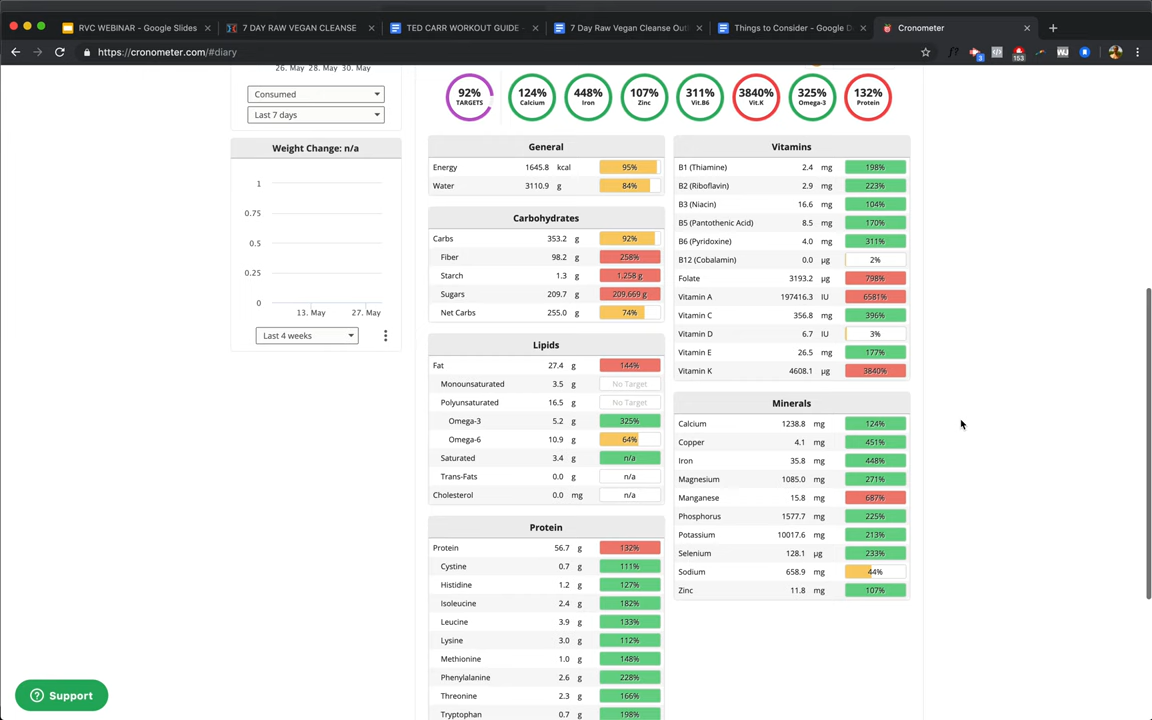 RVC WEBINAR - Google Slides
7 DAY RAW VEGAN CLEANSE
TED CARR WORKOUT GUIDE -
7 Day Raw Vegan Cleanse Out
Things to Consider - Google D
Cronometer
https://cronometer.com/#diary
3
153
26. May 28. May 30. May
Consumed
Last 7 days
Weight Change: n/a
1
0.75
0.5
0.25
0
13. May 27. May
Last 4 weeks
92% TARGETS
124% Calcium
448% Iron
107% Zinc
311% Vit.B6
3840% Vit.K
325% Omega-3
132% Protein
General
Energy 1645.8 kcal 95%
Water 3110.9 g 84%
Carbohydrates
Carbs 353.2 g 92%
Fiber 98.2 g 258%
Starch 1.3 g 1.258 g
Sugars 209.7 g 209.669 g
Net Carbs 255.0 g 74%
Lipids
Fat 27.4 g 144%
Monounsaturated 3.5 g No Target
Polyunsaturated 16.5 g No Target
Omega-3 5.2 g 325%
Omega-6 10.9 g 64%
Saturated 3.4 g n/a
Trans-Fats 0.0 g n/a
Cholesterol 0.0 mg n/a
Protein
Protein 56.7 g 132%
Cystine 0.7 g 111%
Histidine 1.2 g 127%
Isoleucine 2.4 g 182%
Leucine 3.9 g 133%
Lysine 3.0 g 112%
Methionine 1.0 g 148%
Phenylalanine 2.6 g 228%
Threonine 2.3 g 166%
Tryptophan 0.7 g 198%
Vitamins
B1 (Thiamine) 2.4 mg 198%
B2 (Riboflavin) 2.9 mg 223%
B3 (Niacin) 16.6 mg 104%
B5 (Pantothenic Acid) 8.5 mg 170%
B6 (Pyridoxine) 4.0 mg 311%
B12 (Cobalamin) 0.0 µg 2%
Folate 3193.2 µg 798%
Vitamin A 197416.3 IU 6581%
Vitamin C 356.8 mg 396%
Vitamin D 6.7 IU 3%
Vitamin E 26.5 mg 177%
Vitamin K 4608.1 µg 3840%
Minerals
Calcium 1238.8 mg 124%
Copper 4.1 mg 451%
Iron 35.8 mg 448%
Magnesium 1085.0 mg 271%
Manganese 15.8 mg 687%
Phosphorus 1577.7 mg 225%
Potassium 10017.6 mg 213%
Selenium 128.1 µg 233%
Sodium 658.9 mg 44%
Zinc 11.8 mg 107%
Support